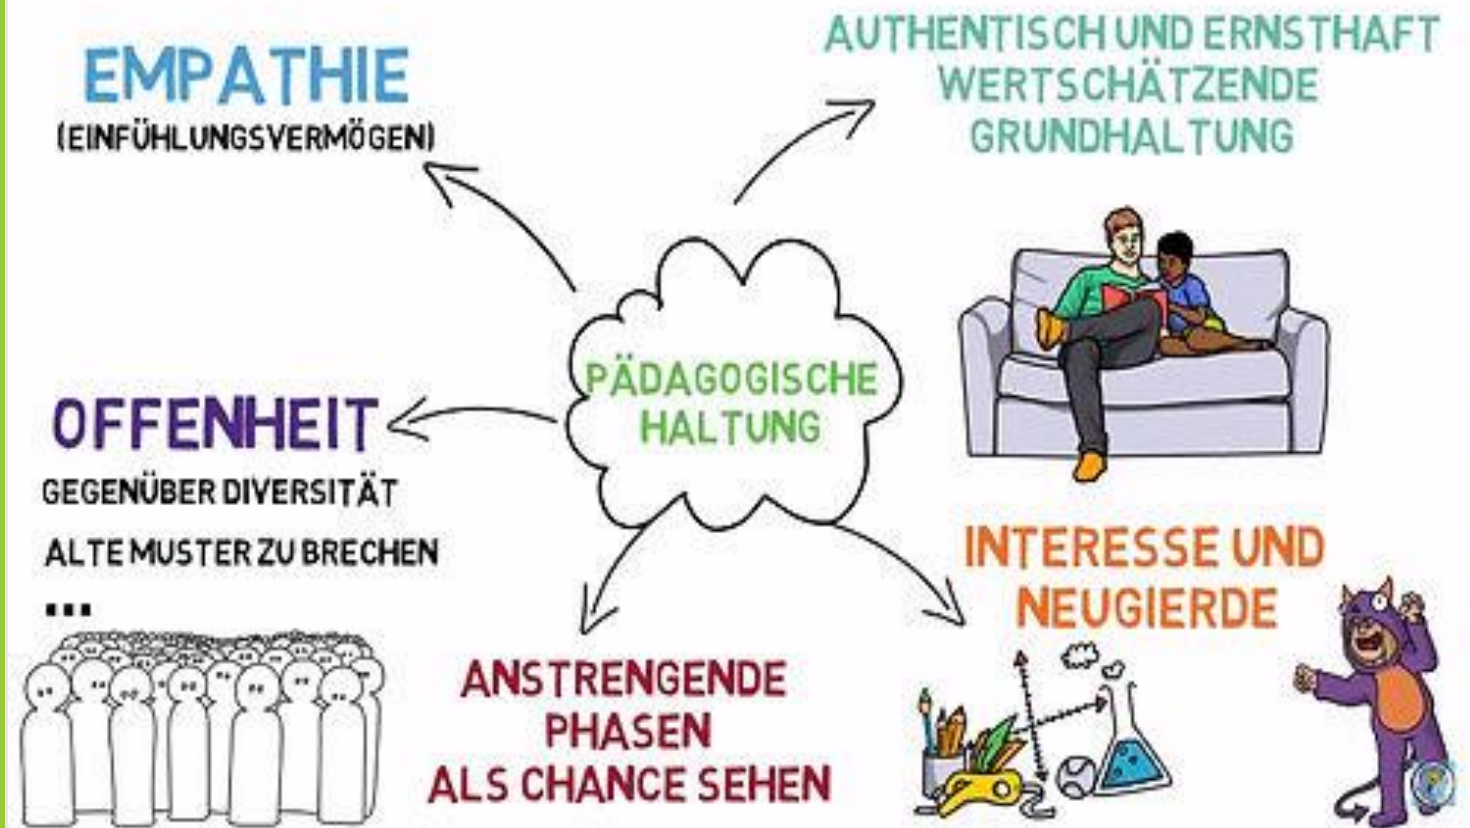 EMPATHIE
(EINFÜHLUNGSVERMÖGEN)
AUTHENTISCH UND ERNSTHAFT
WERTSCHÄTZENDE
GRUNDHALTUNG
PÄDAGOGISCHE
HALTUNG
OFFENHEIT
GEGENÜBER DIVERSITÄT
ALTE MUSTER ZU BRECHEN
...
ANSTRENGENDE
PHASEN
ALS CHANCE SEHEN
INTERESSE UND
NEUGIERDE